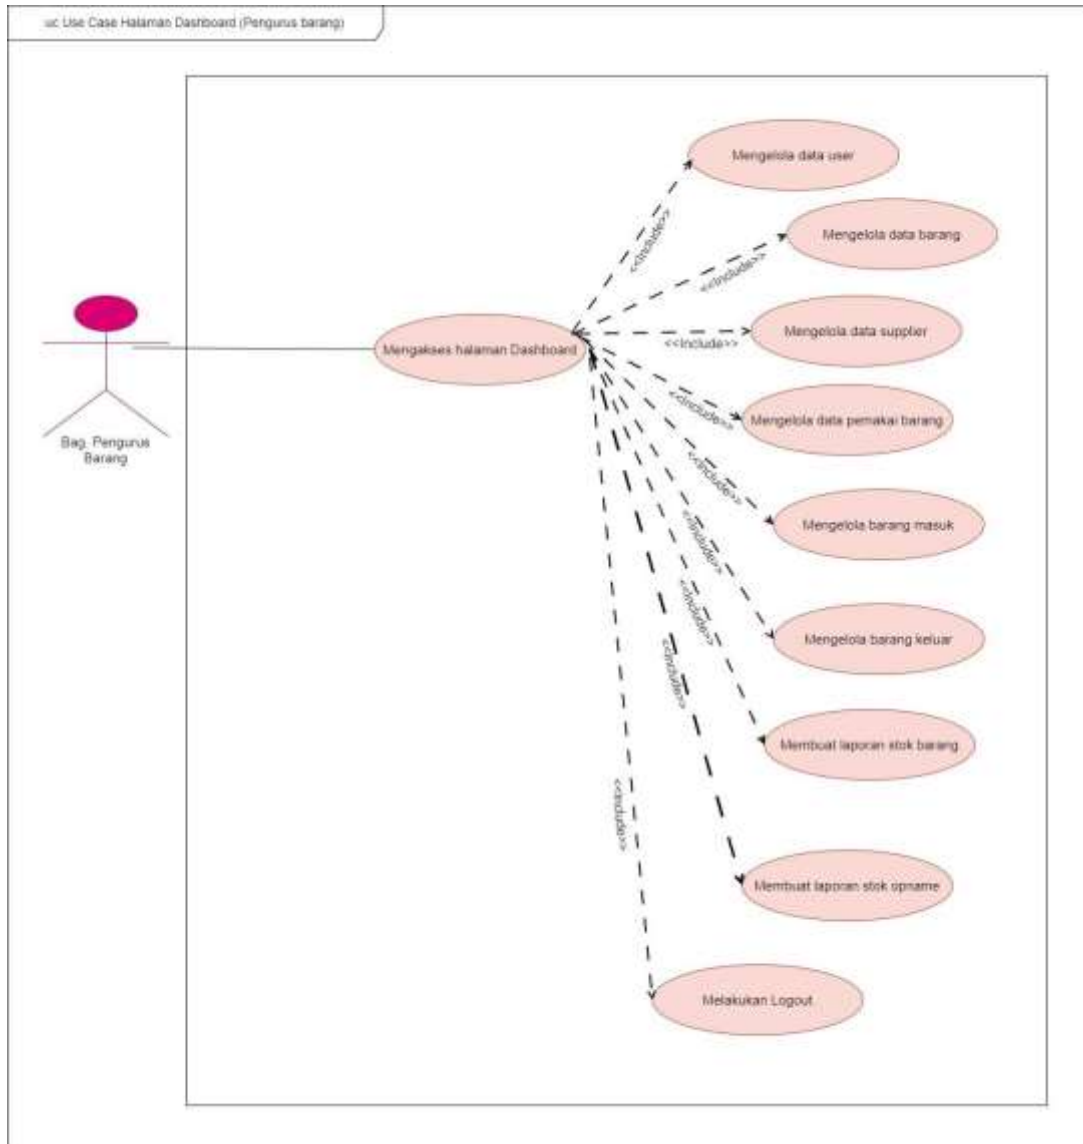 uc Use Case Halaman Dashboard (Pengurus barang)
Mengelola data user
<<Include>>
Mengelola data barang
<<Include>>
Mengelola data supplier
<<Include>>
Mengakses halaman Dashboard
Mengelola data pemakai barang
<<Include>>
Bag. Pengurus
Barang
Mengelola barang masuk
<<Include>>
Mengelola barang keluar
<<Include>>
Membuat laporan stok barang
<<Include>>
Membuat laporan stok opname
<<Include>>
Melakukan Logout
<<Include>>